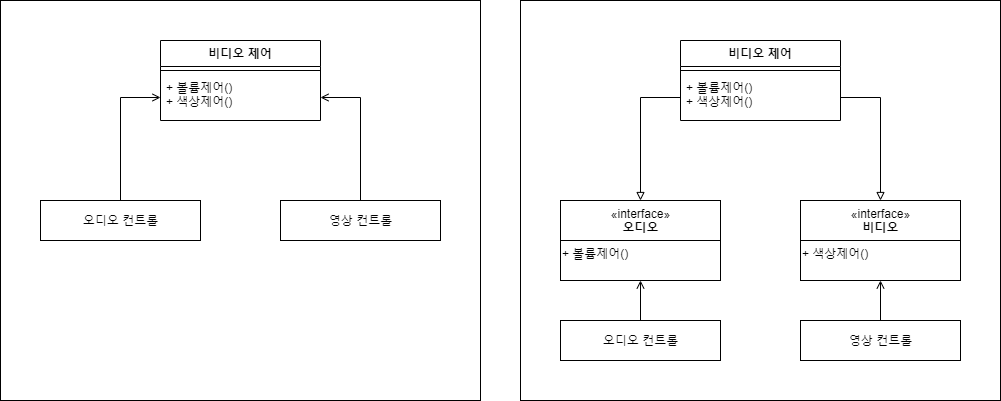 비디오 제어
+ 볼륨제어()
+ 색상제어()
오디오 컨트롤
영상 컨트롤
비디오 제어
+ 볼륨제어()
+ 색상제어()
«interface»
오디오
+ 볼륨제어()
«interface»
비디오
+ 색상제어()
오디오 컨트롤
영상 컨트롤